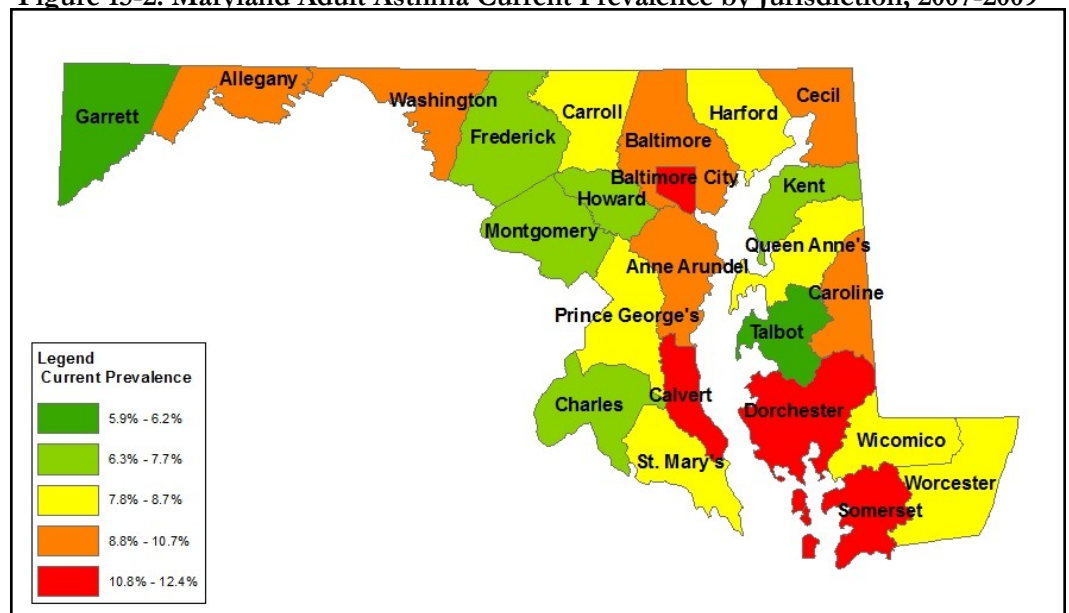 Figure 13-2. Maryland Adult Asthma Current Prevalence by Jurisdiction, 2007-2009
Garrett
Allegany
Washington
Frederick
Carroll
Baltimore
Harford
Cecil
Baltimore City
Howard
Kent
Montgomery
Queen Anne's
Anne Arundel
Caroline
Prince George's
Talbot
Charles
Calvert
Dorchester
St. Mary's
Wicomico
Worcester
Somerset
Legend
Current Prevalence
5.9% - 6.2%
6.3% - 7.7%
7.8% - 8.7%
8.8% - 10.7%
10.8% - 12.4%